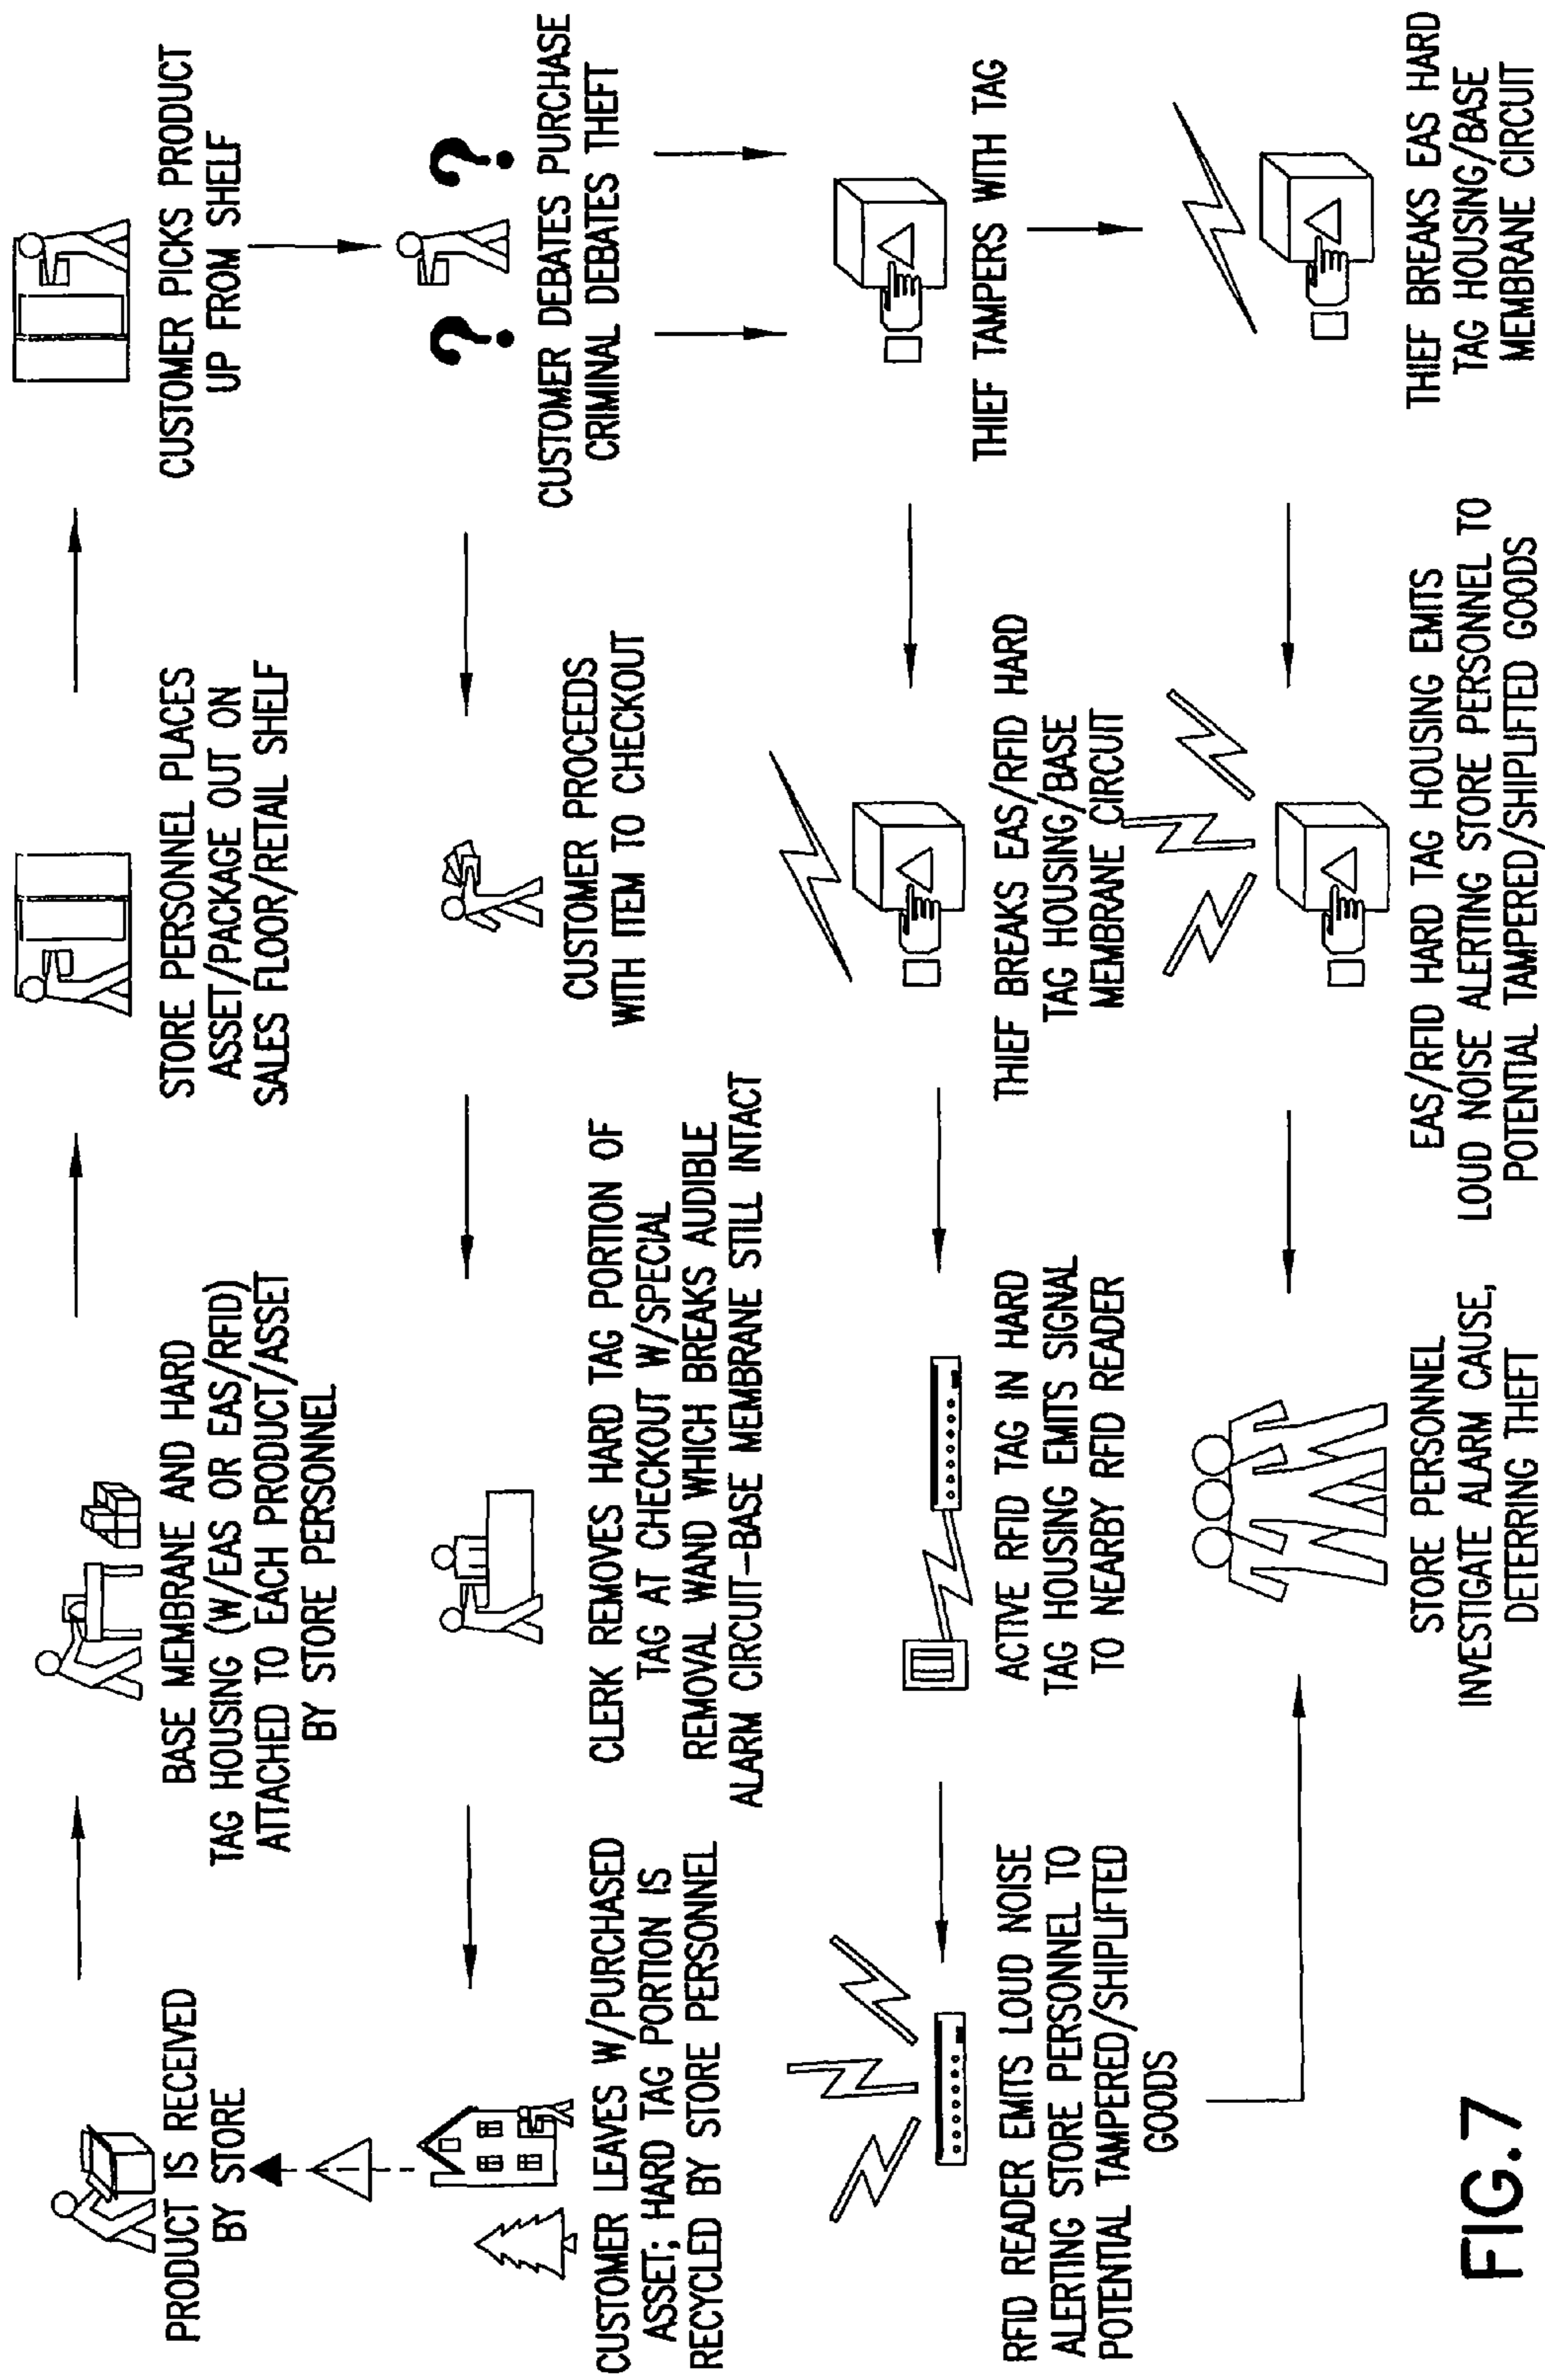 PRODUCT IS RECEIVED
BY STORE
BASE MEMBRANE AND HARD
TAG HOUSING (W/EAS OR EAS/RFID)
ATTACHED TO EACH PRODUCT/ASSET
BY STORE PERSONNEL
STORE PERSONNEL PLACES
ASSET/PACKAGE OUT ON
SALES FLOOR/RETAIL SHELF
CUSTOMER PICKS PRODUCT
UP FROM SHELF
? ?
CUSTOMER DEBATES PURCHASE
CRIMINAL DEBATES THEFT
CUSTOMER PROCEEDS
WITH ITEM TO CHECKOUT
CLERK REMOVES HARD TAG PORTION OF
TAG AT CHECKOUT W/SPECIAL
REMOVAL WAND WHICH BREAKS AUDIBLE
ALARM CIRCUIT-BASE MEMBRANE STILL INTACT
CUSTOMER LEAVES W/PURCHASED
ASSET; HARD TAG PORTION IS
RECYCLED BY STORE PERSONNEL
THIEF TAMPERS WITH TAG
THIEF BREAKS EAS/RFID HARD
TAG HOUSING/BASE
MEMBRANE CIRCUIT
ACTIVE RFID TAG IN HARD
TAG HOUSING EMITS SIGNAL
TO NEARBY RFID READER
RFID READER EMITS LOUD NOISE
ALERTING STORE PERSONNEL TO
POTENTIAL TAMPERED/SHIPLIFTED
GOODS
THIEF BREAKS EAS HARD
TAG HOUSING/BASE
MEMBRANE CIRCUIT
EAS/RFID HARD TAG HOUSING EMITS
LOUD NOISE ALERTING STORE PERSONNEL TO
POTENTIAL TAMPERED/SHIPLIFTED GOODS
STORE PERSONNEL
INVESTIGATE ALARM CAUSE,
DETERRING THEFT
FIG.7